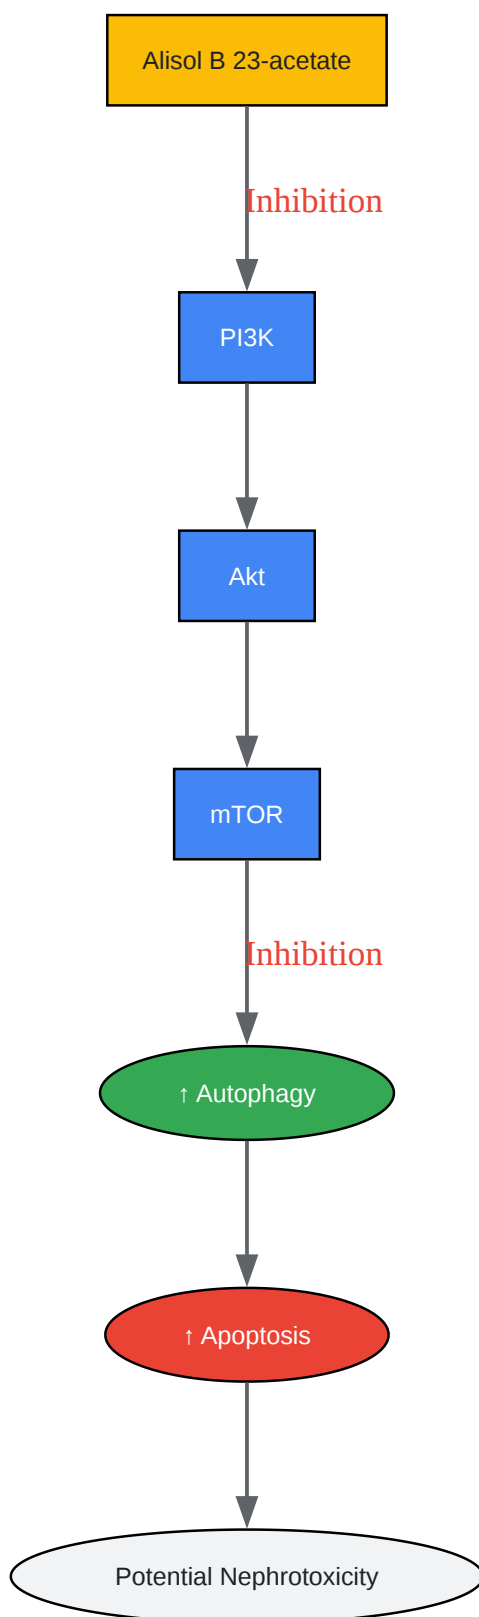 Alisol B 23-acetate
Inhibition
PI3K
Akt
mTOR
Inhibition
↑ Autophagy
↑ Apoptosis
Potential Nephrotoxicity